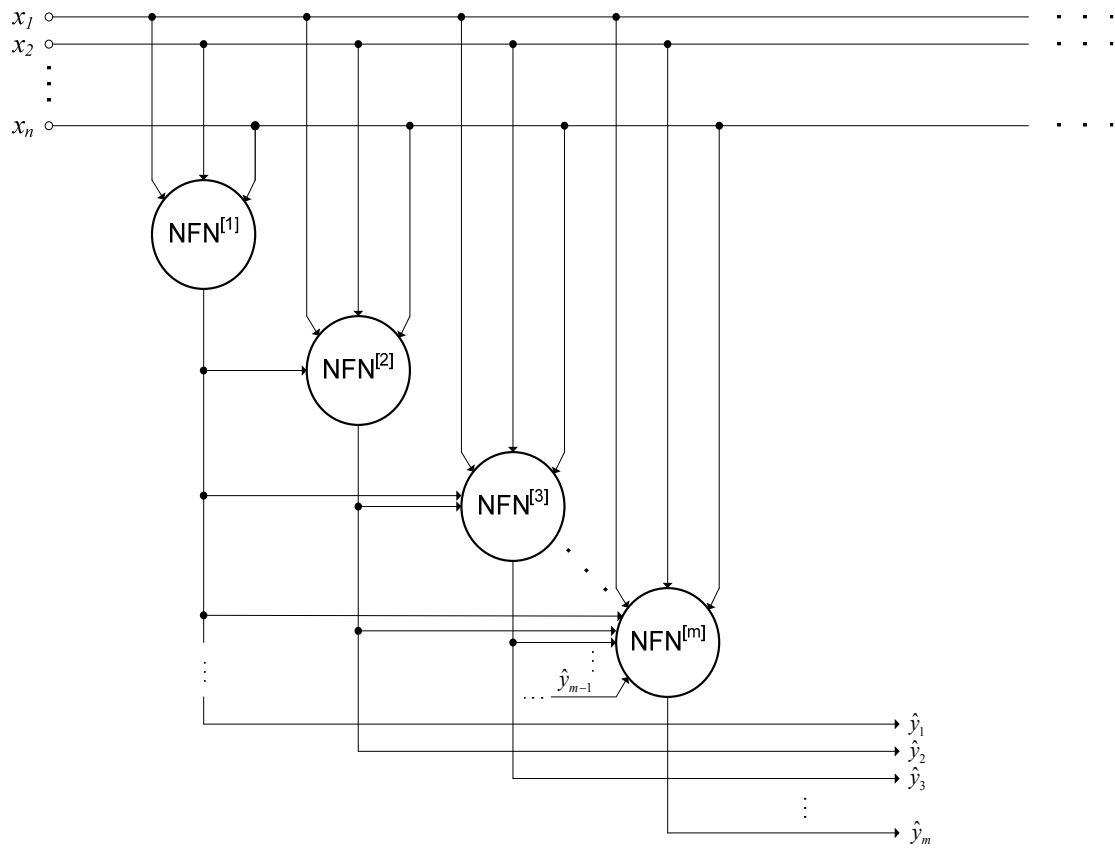 x₁
x₂
xₙ
NFN[1]
NFN[2]
NFN[3]
NFN[m]
ŷₘ₋₁
ŷ₁
ŷ₂
ŷ₃
ŷₘ